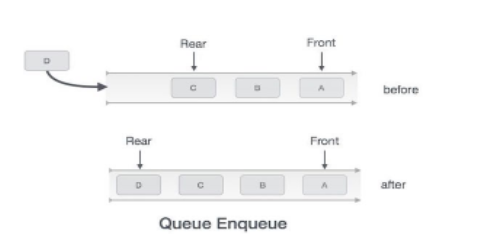 Rear Front
D
C B A
before
Rear Front
D C B A
after
Queue Enqueue